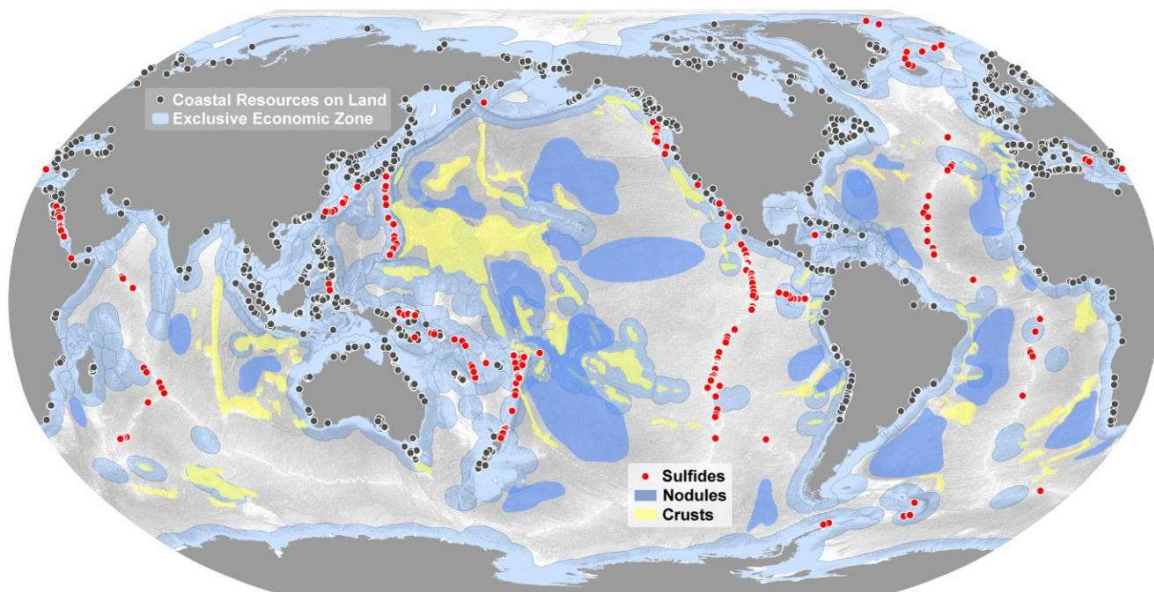 Coastal Resources on Land
Exclusive Economic Zone
Sulfides
Nodules
Crusts